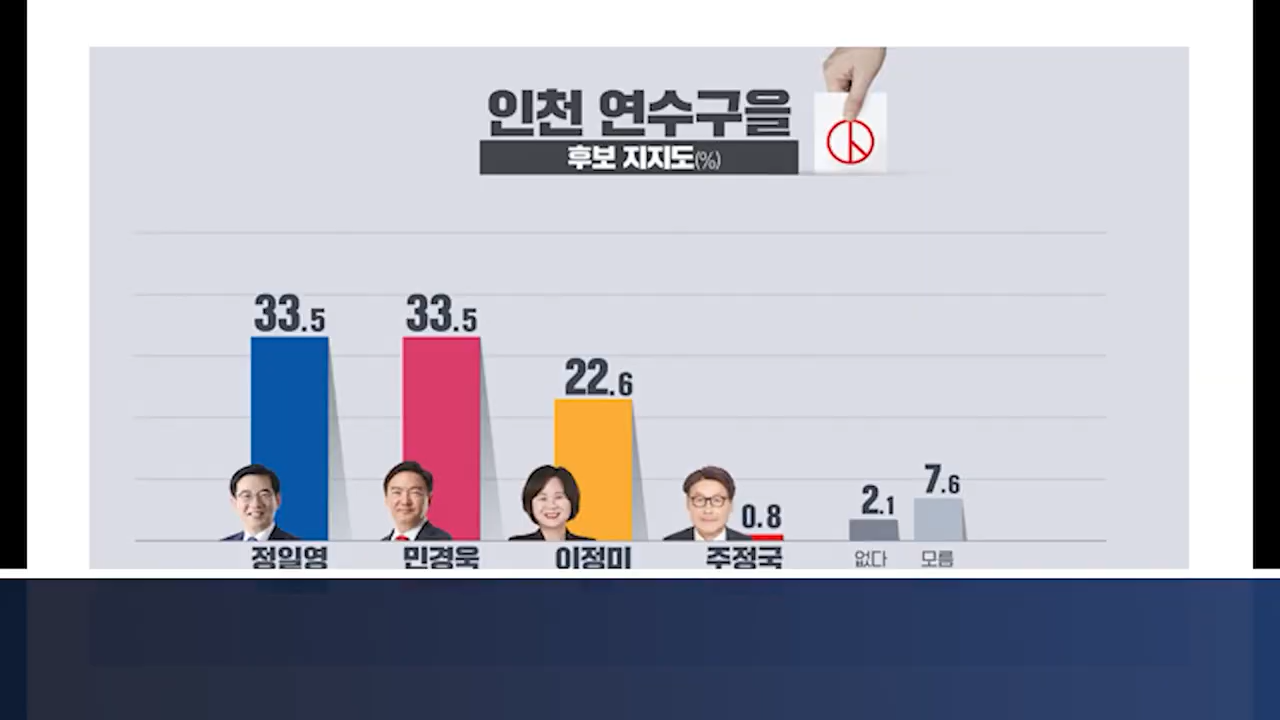 인천 연수구을
후보 지지도(%)
33.5
33.5
22.6
0.8
2.1
7.6
정일영
민경욱
이정미
주정국
없다
모름